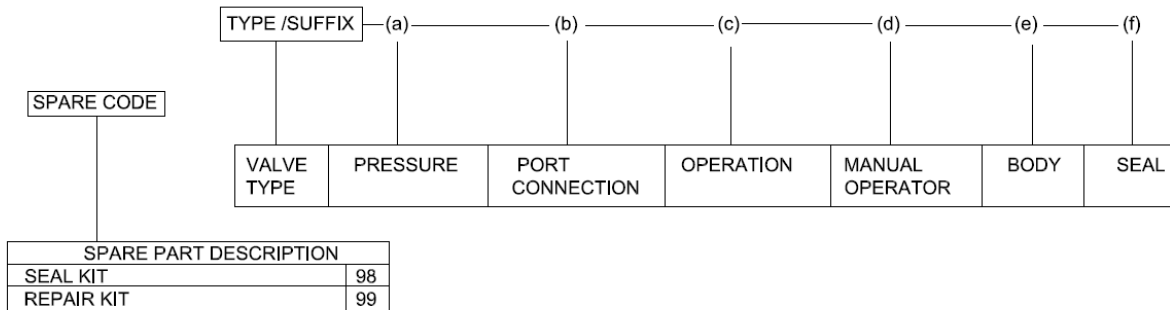 TYPE /SUFFIX (a) (b) (c) (d) (e) (f)
SPARE CODE
VALVE TYPE PRESSURE PORT CONNECTION OPERATION MANUAL OPERATOR BODY SEAL
SPARE PART DESCRIPTION
SEAL KIT 98
REPAIR KIT 99